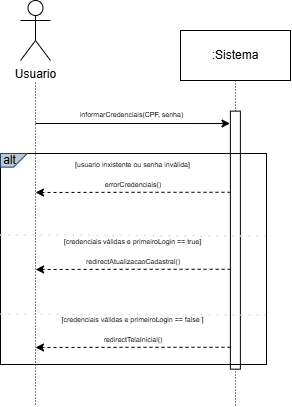 Usuario
:Sistema
informarCredenciais(CPF, senha)
alt
[usuario inxistente ou senha inválida]
errorCredenciais()
[credenciais válidas e primeiroLogin == true]
redirectAtualizacaoCadastral()
[credenciais válidas e primeiroLogin == false ]
redirectTelaInicial()